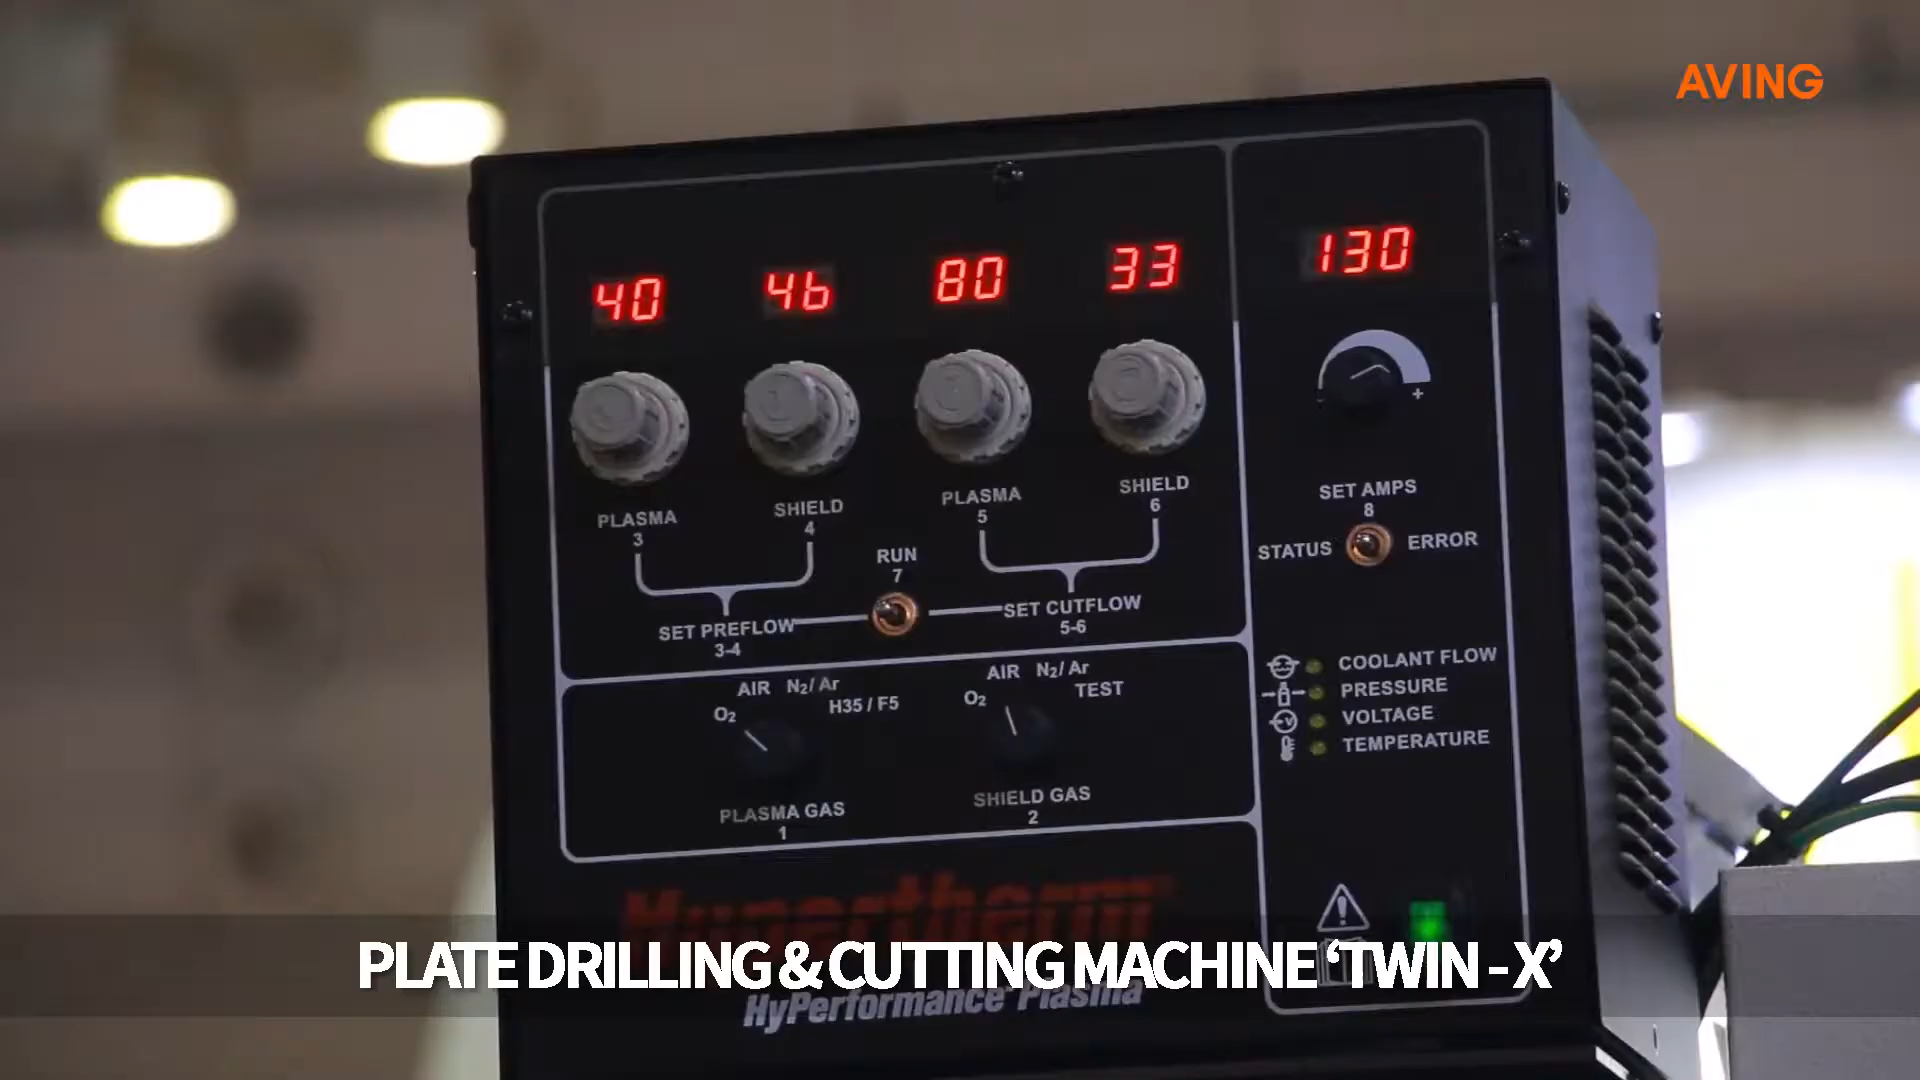 AVING
40 46 80 33 130
PLASMA
3
SHIELD
4
PLASMA
5
SHIELD
6
SET AMPS
8
STATUS ERROR
RUN
7
SET PREFLOW
3-4
SET CUTFLOW
5-6
O2 AIR N2/Ar H35/F5
PLASMA GAS
1
O2 AIR N2/Ar TEST
SHIELD GAS
2
- +
COOLANT FLOW
PRESSURE
V VOLTAGE
TEMPERATURE
Hypertherm®
PLATE DRILLING & CUTTING MACHINE ‘TWIN - X’
HyPerformance® Plasma